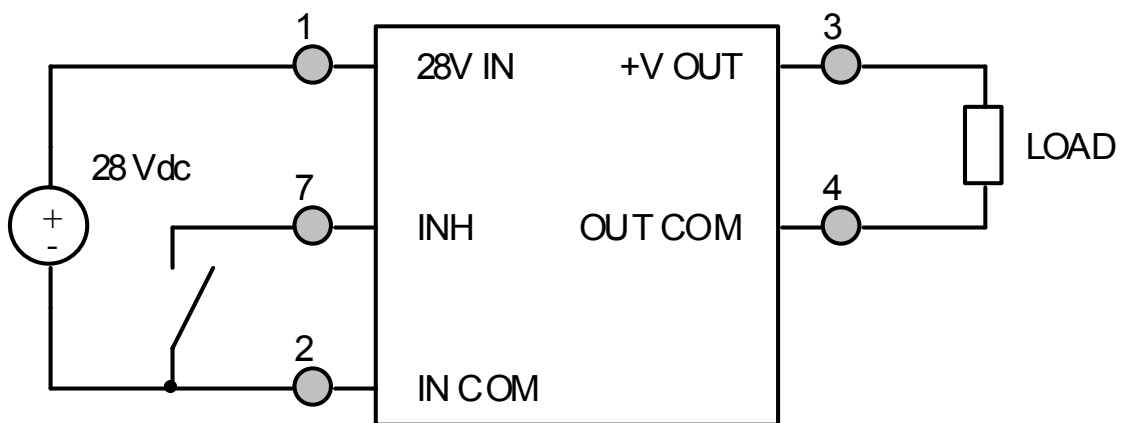 1
3
28V IN
+V OUT
28 Vdc
LOAD
+
-
7
4
INH
OUT COM
2
IN COM